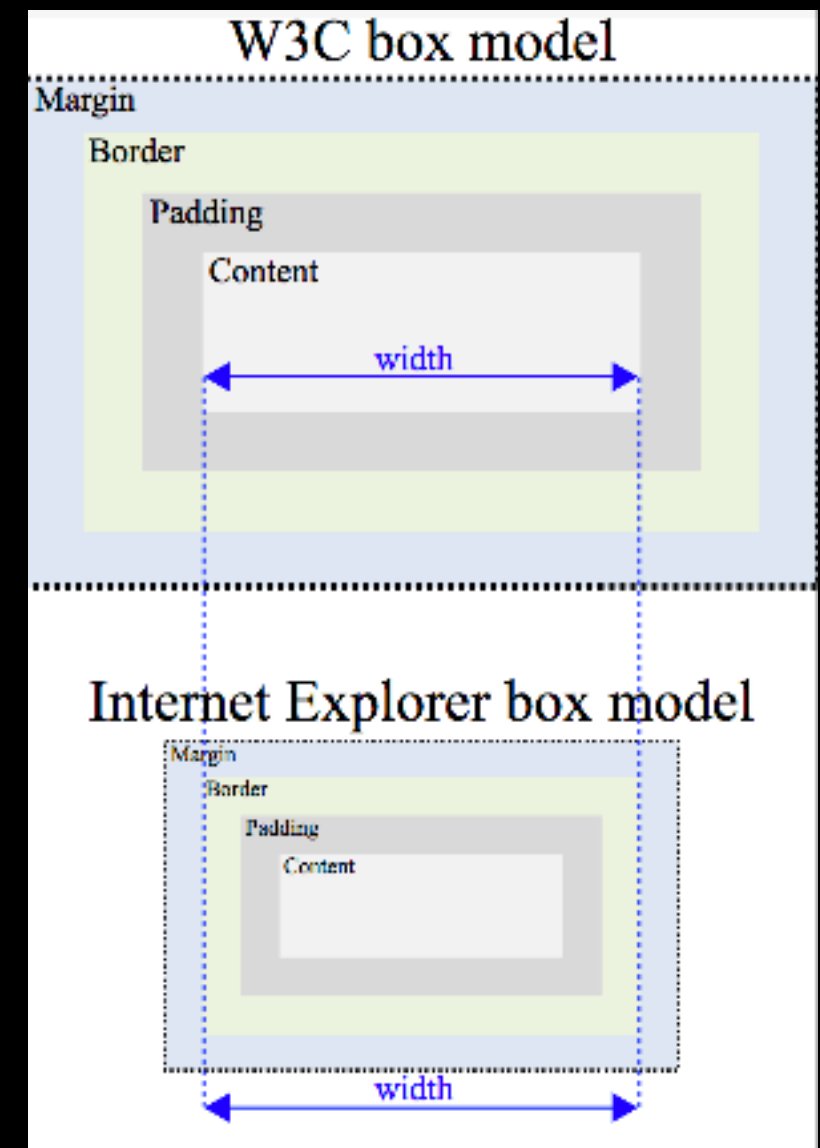 W3C box model
Margin
Border
Padding
Content
width
Internet Explorer box model
Margin
Border
Padding
Content
width